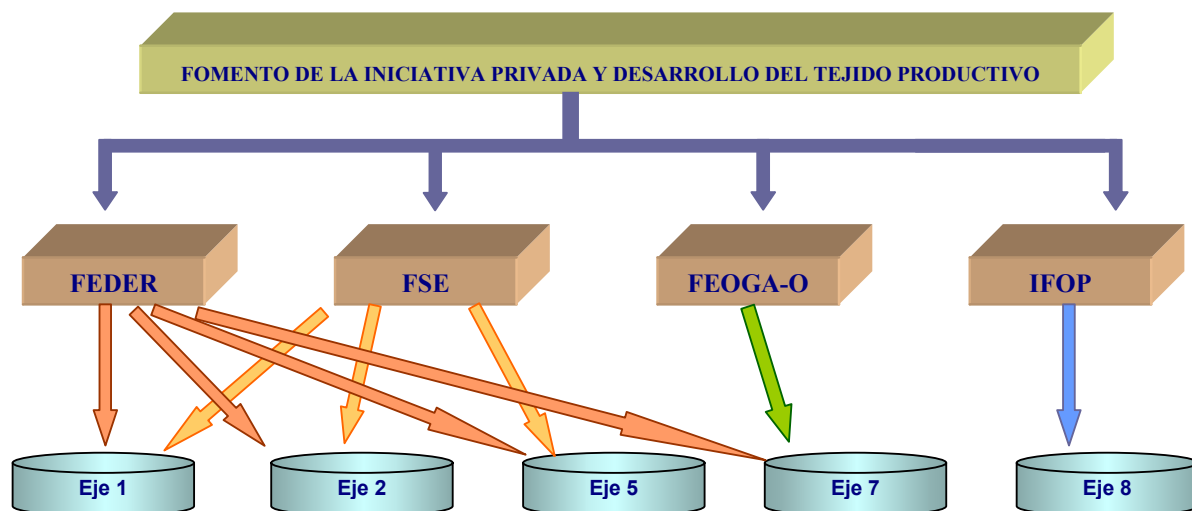 FOMENTO DE LA INICIATIVA PRIVADA Y DESARROLLO DEL TEJIDO PRODUCTIVO
FEDER
FSE
FEOGA-O
IFOP
Eje 1
Eje 2
Eje 5
Eje 7
Eje 8